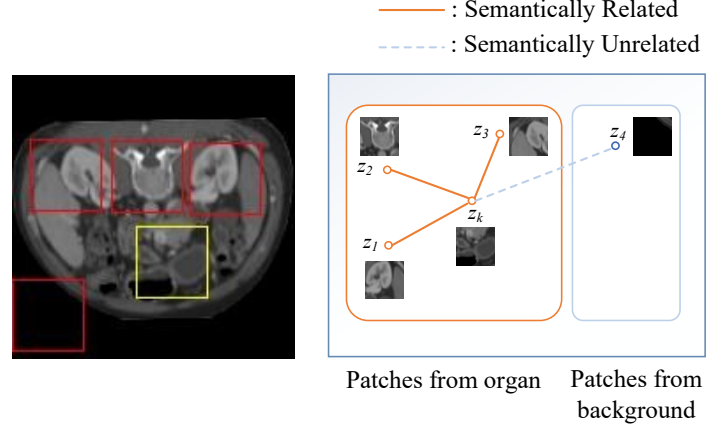 : Semantically Related
: Semantically Unrelated
z3
z4
z2
zk
z1
Patches from organ
Patches from
background